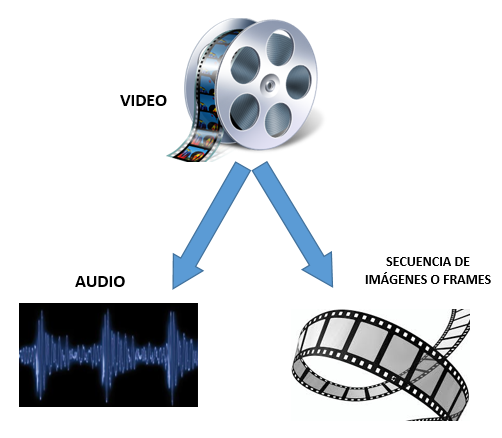 VIDEO
AUDIO
SECUENCIA DE
IMÁGENES O FRAMES